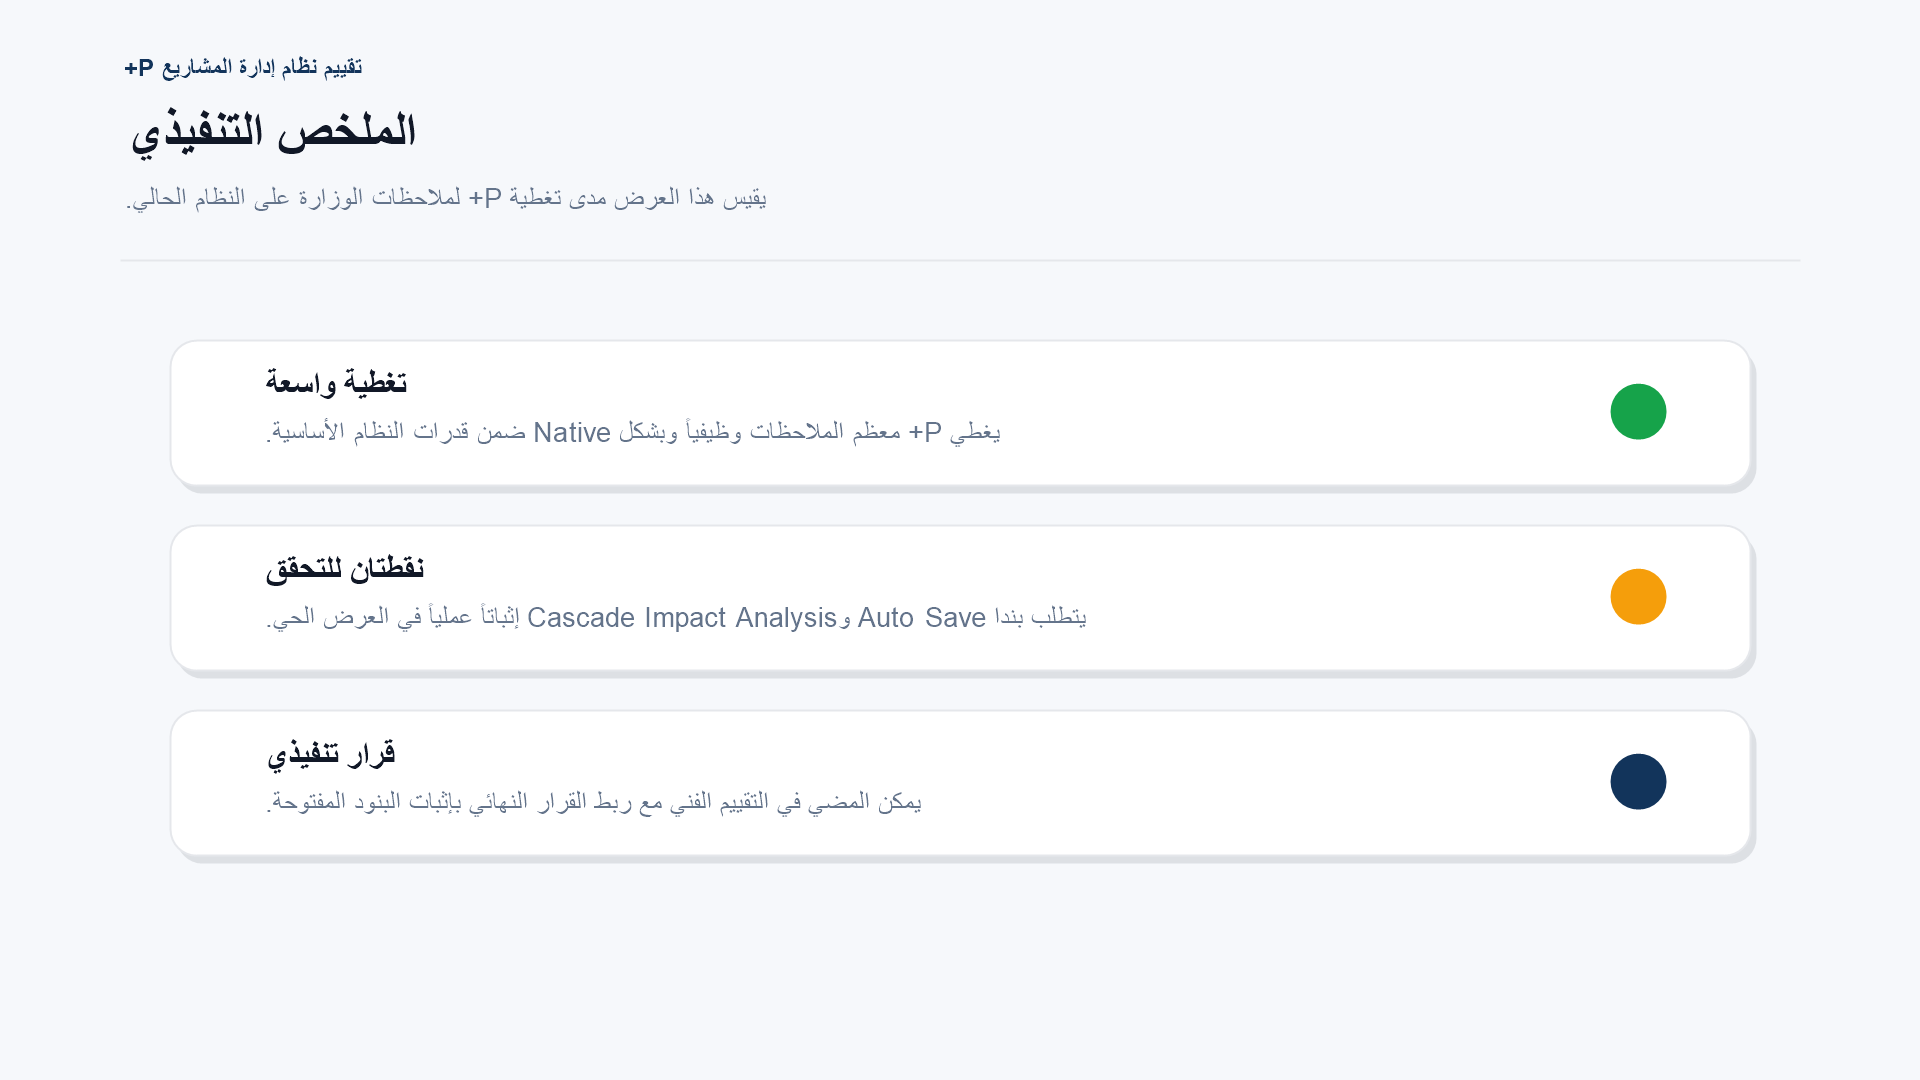 تقييم نظام إدارة المشاريع P+
الملخص التنفيذي
يقيس هذا العرض مدى تغطية P+ لملاحظات الوزارة على النظام الحالي.
تغطية واسعة
يغطي P+ معظم الملاحظات وظيفياً وبشكل Native ضمن قدرات النظام الأساسية.
نقطتان للتحقق
يتطلب بندا Auto Save وCascade Impact Analysis إثباتاً عملياً في العرض الحي.
قرار تنفيذي
يمكن المضي في التقييم الفني مع ربط القرار النهائي بإثبات البنود المفتوحة.